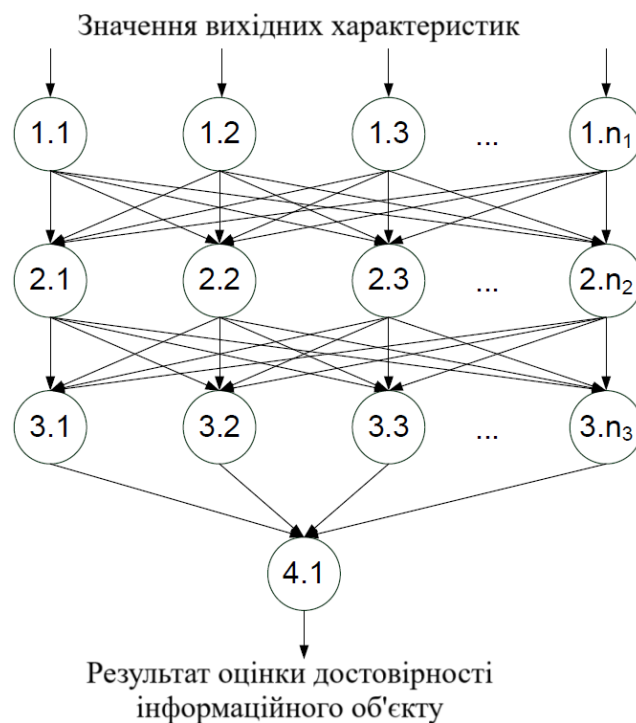 Значення вихідних характеристик
1.1 1.2 1.3 ... 1.n₁
2.1 2.2 2.3 ... 2.n₂
3.1 3.2 3.3 ... 3.n₃
4.1
Результат оцінки достовірності
інформаційного об'єкту